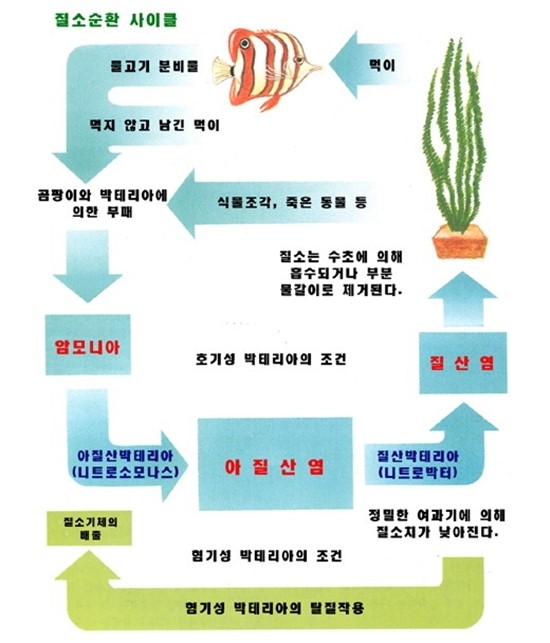 질소순환 사이클
물고기 분비물
먹이
먹지 않고 남긴 먹이
곰팡이와 박테리아에
의한 부패
식물조각, 죽은 동물 등
질소는 수초에 의해
흡수되거나 부분
물갈이로 제거된다.
암모니아
호기성 박테리아의 조건
질 산 염
아질산박테리아
(니트로소모나스)
아 질 산 염
질산박테리아
(니트로박터)
질소기체의
배출
정밀한 여과기에 의해
질소치가 낮아진다.
혐기성 박테리아의 조건
혐기성 박테리아의 탈질작용